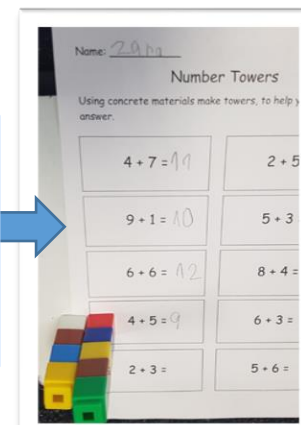 Name: Zara
Number Towers
Using concrete materials make towers, to help
answer.
4 + 7 = 11
2 + 5
9 + 1 = 10
5 + 3
6 + 6 = 12
8 + 4 =
4 + 5 = 9
6 + 3 =
2 + 3 =
5 + 6 =